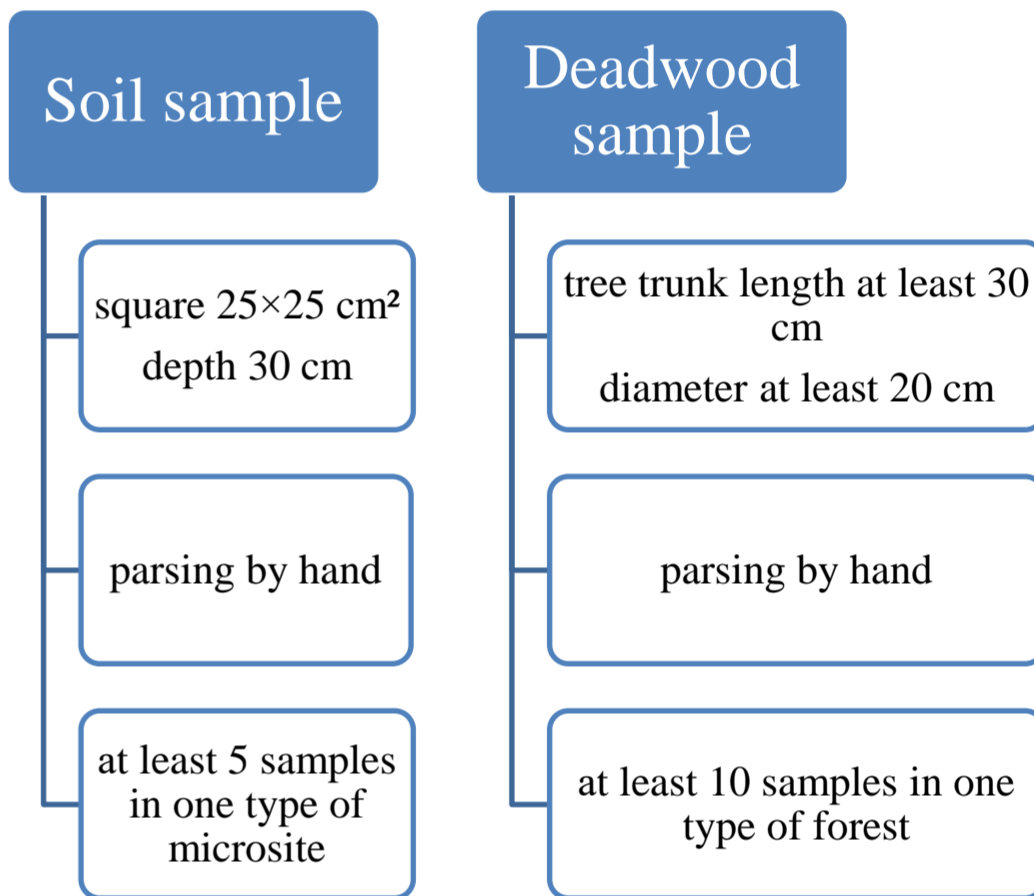 Soil sample
square 25×25 cm²
depth 30 cm
parsing by hand
at least 5 samples
in one type of
microsite
Deadwood
sample
tree trunk length at least 30
cm
diameter at least 20 cm
parsing by hand
at least 10 samples in one
type of forest